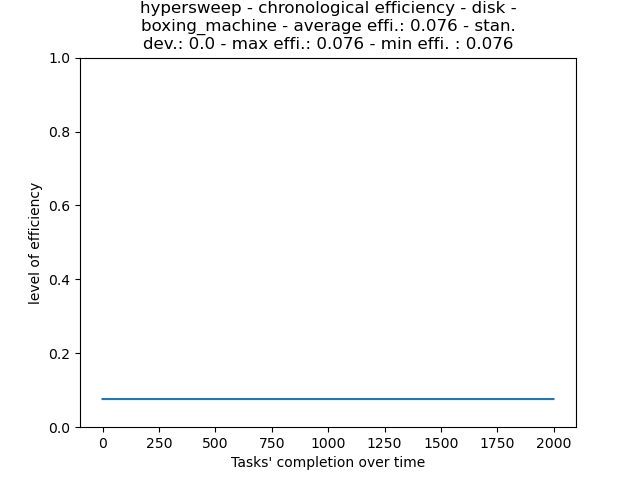 hypersweep - chronological efficiency - disk -
boxing_machine - average effi.: 0.076 - stan.
dev.: 0.0 - max effi.: 0.076 - min effi. : 0.076
1.0
0.8
0.6
0.4
0.2
0.0
level of efficiency
0 250 500 750 1000 1250 1500 1750 2000
Tasks' completion over time